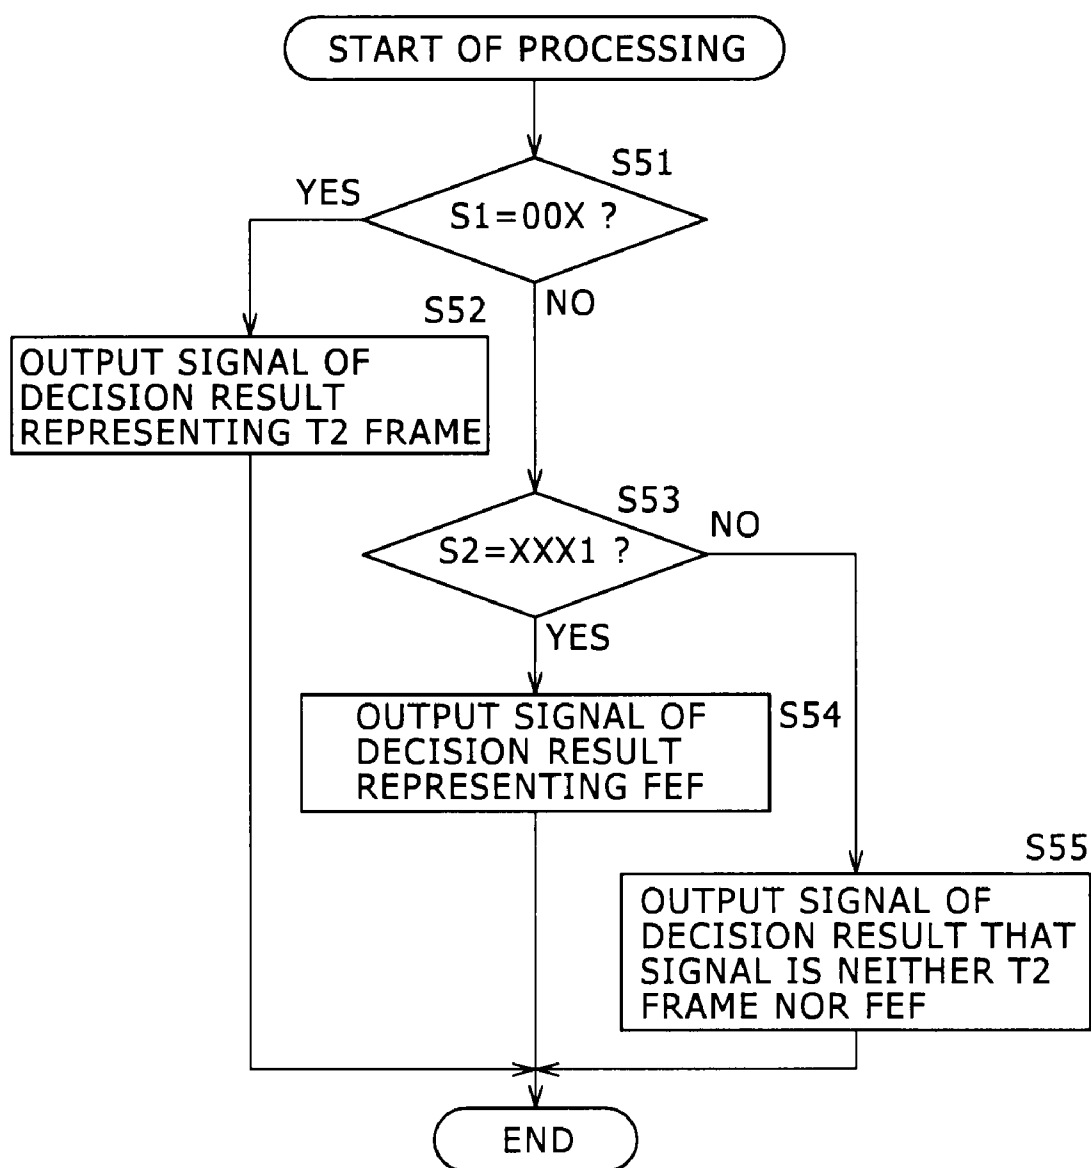 START OF PROCESSING
S51
YES
S1=00X ?
NO
S52
OUTPUT SIGNAL OF
DECISION RESULT
REPRESENTING T2 FRAME
S53
NO
S2=XXX1 ?
YES
S54
OUTPUT SIGNAL OF
DECISION RESULT
REPRESENTING FEF
S55
OUTPUT SIGNAL OF
DECISION RESULT THAT
SIGNAL IS NEITHER T2
FRAME NOR FEF
END